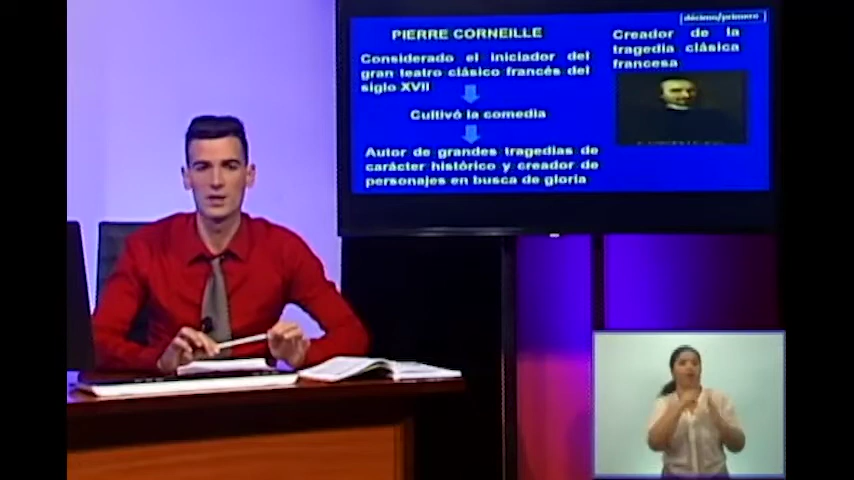 décimo/primero
PIERRE CORNEILLE
Considerado el iniciador del
gran teatro clásico francés del
siglo XVII
Cultivó la comedia
Autor de grandes tragedias de
carácter histórico y creador de
personajes en busca de gloria
Creador de la
tragedia clásica
francesa